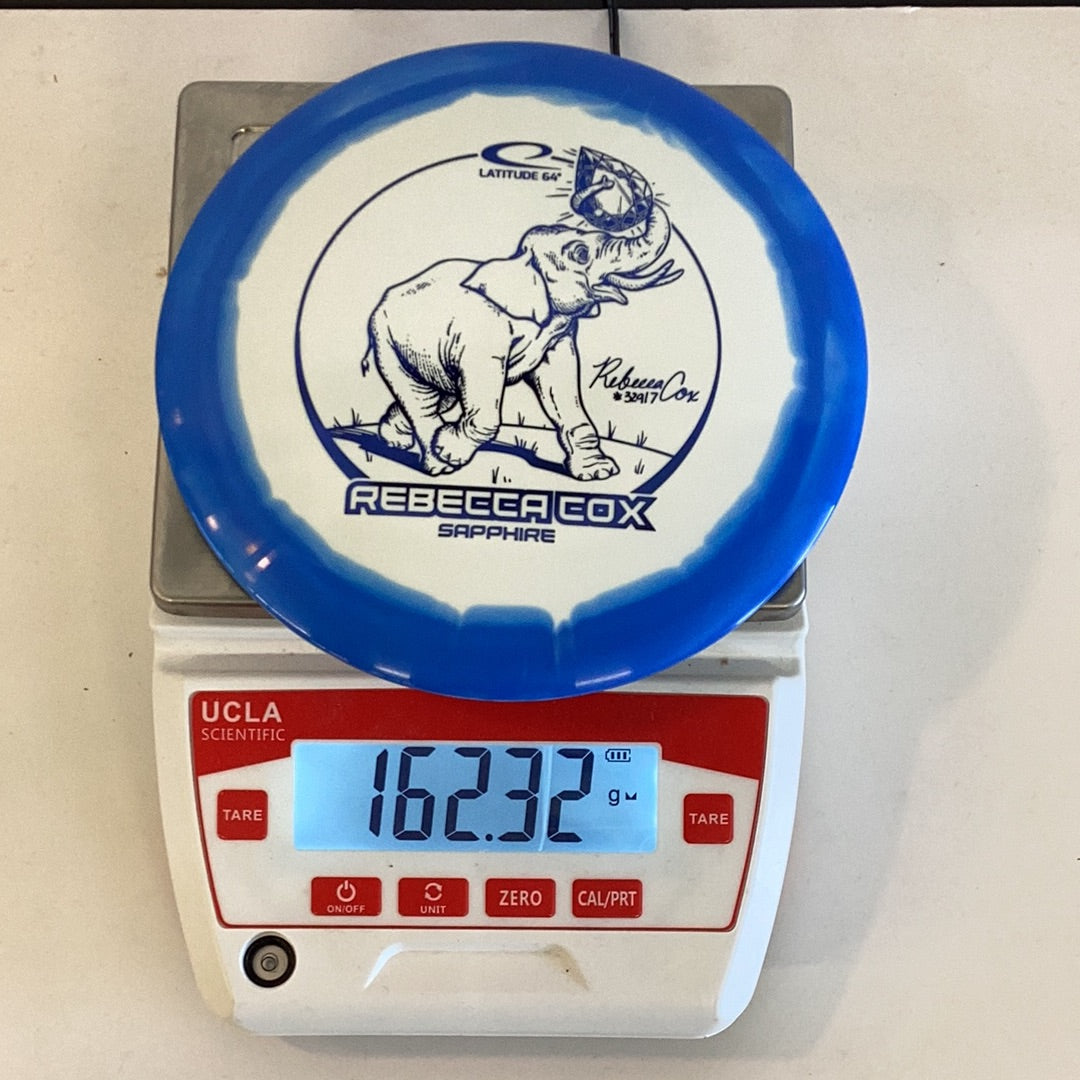 LATITUDE 64°
Rebecca Cox
#32917
REBECCA COX
SAPPHIRE
UCLA
SCIENTIFIC
162.32
g
TARE
TARE
ON/OFF
UNIT
ZERO
CAL/PRT